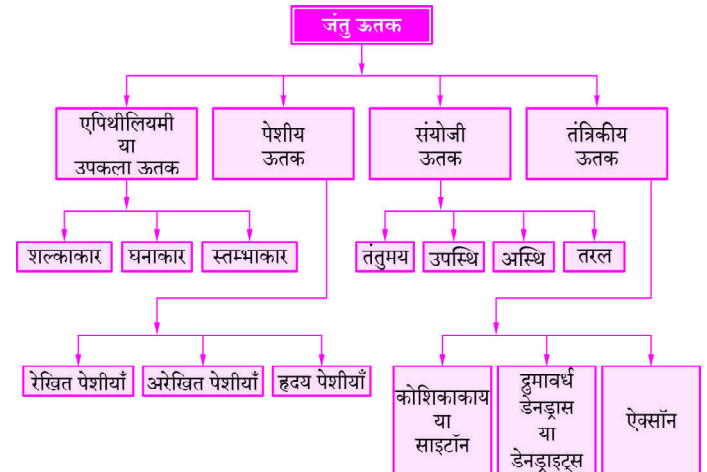 जंतु ऊतक
एपिथीलियमी
या
उपकला ऊतक
पेशीय
ऊतक
संयोजी
ऊतक
तंत्रिकीय
ऊतक
शल्काकार
घनाकार
स्तम्भाकार
तंतुमय
उपस्थि
अस्थि
तरल
रेखित पेशीयाँ
अरेखित पेशीयाँ
हृदय पेशीयाँ
कोशिकाकाय
या
साइटॉन
द्रुमावर्ध
डेनड्रास
या
डेनड्राइट्स
ऐक्सॉन